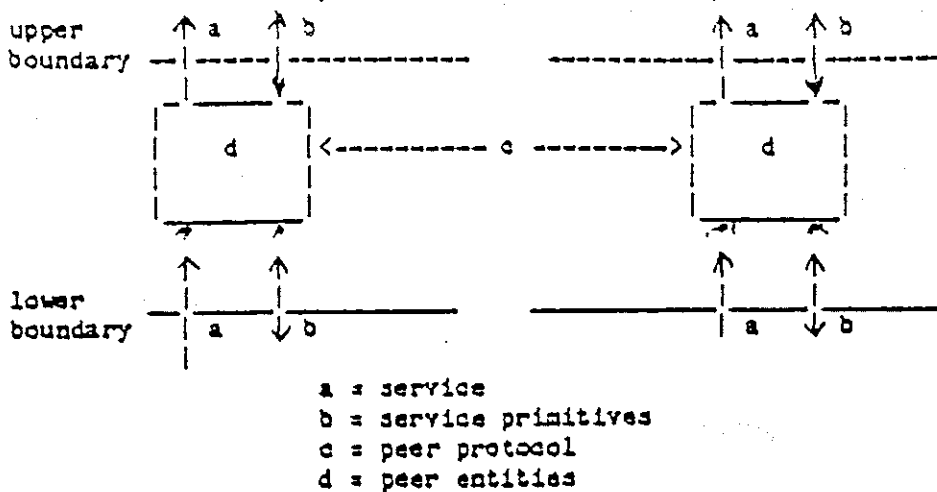 upper a b a b
boundary
d c d
lower
boundary a b a b
a = service
b = service primitives
c = peer protocol
d = peer entities